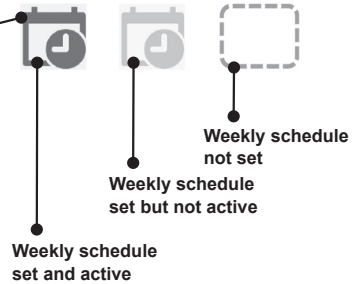 Weekly schedule
not set
Weekly schedule
set but not active
Weekly schedule
set and active